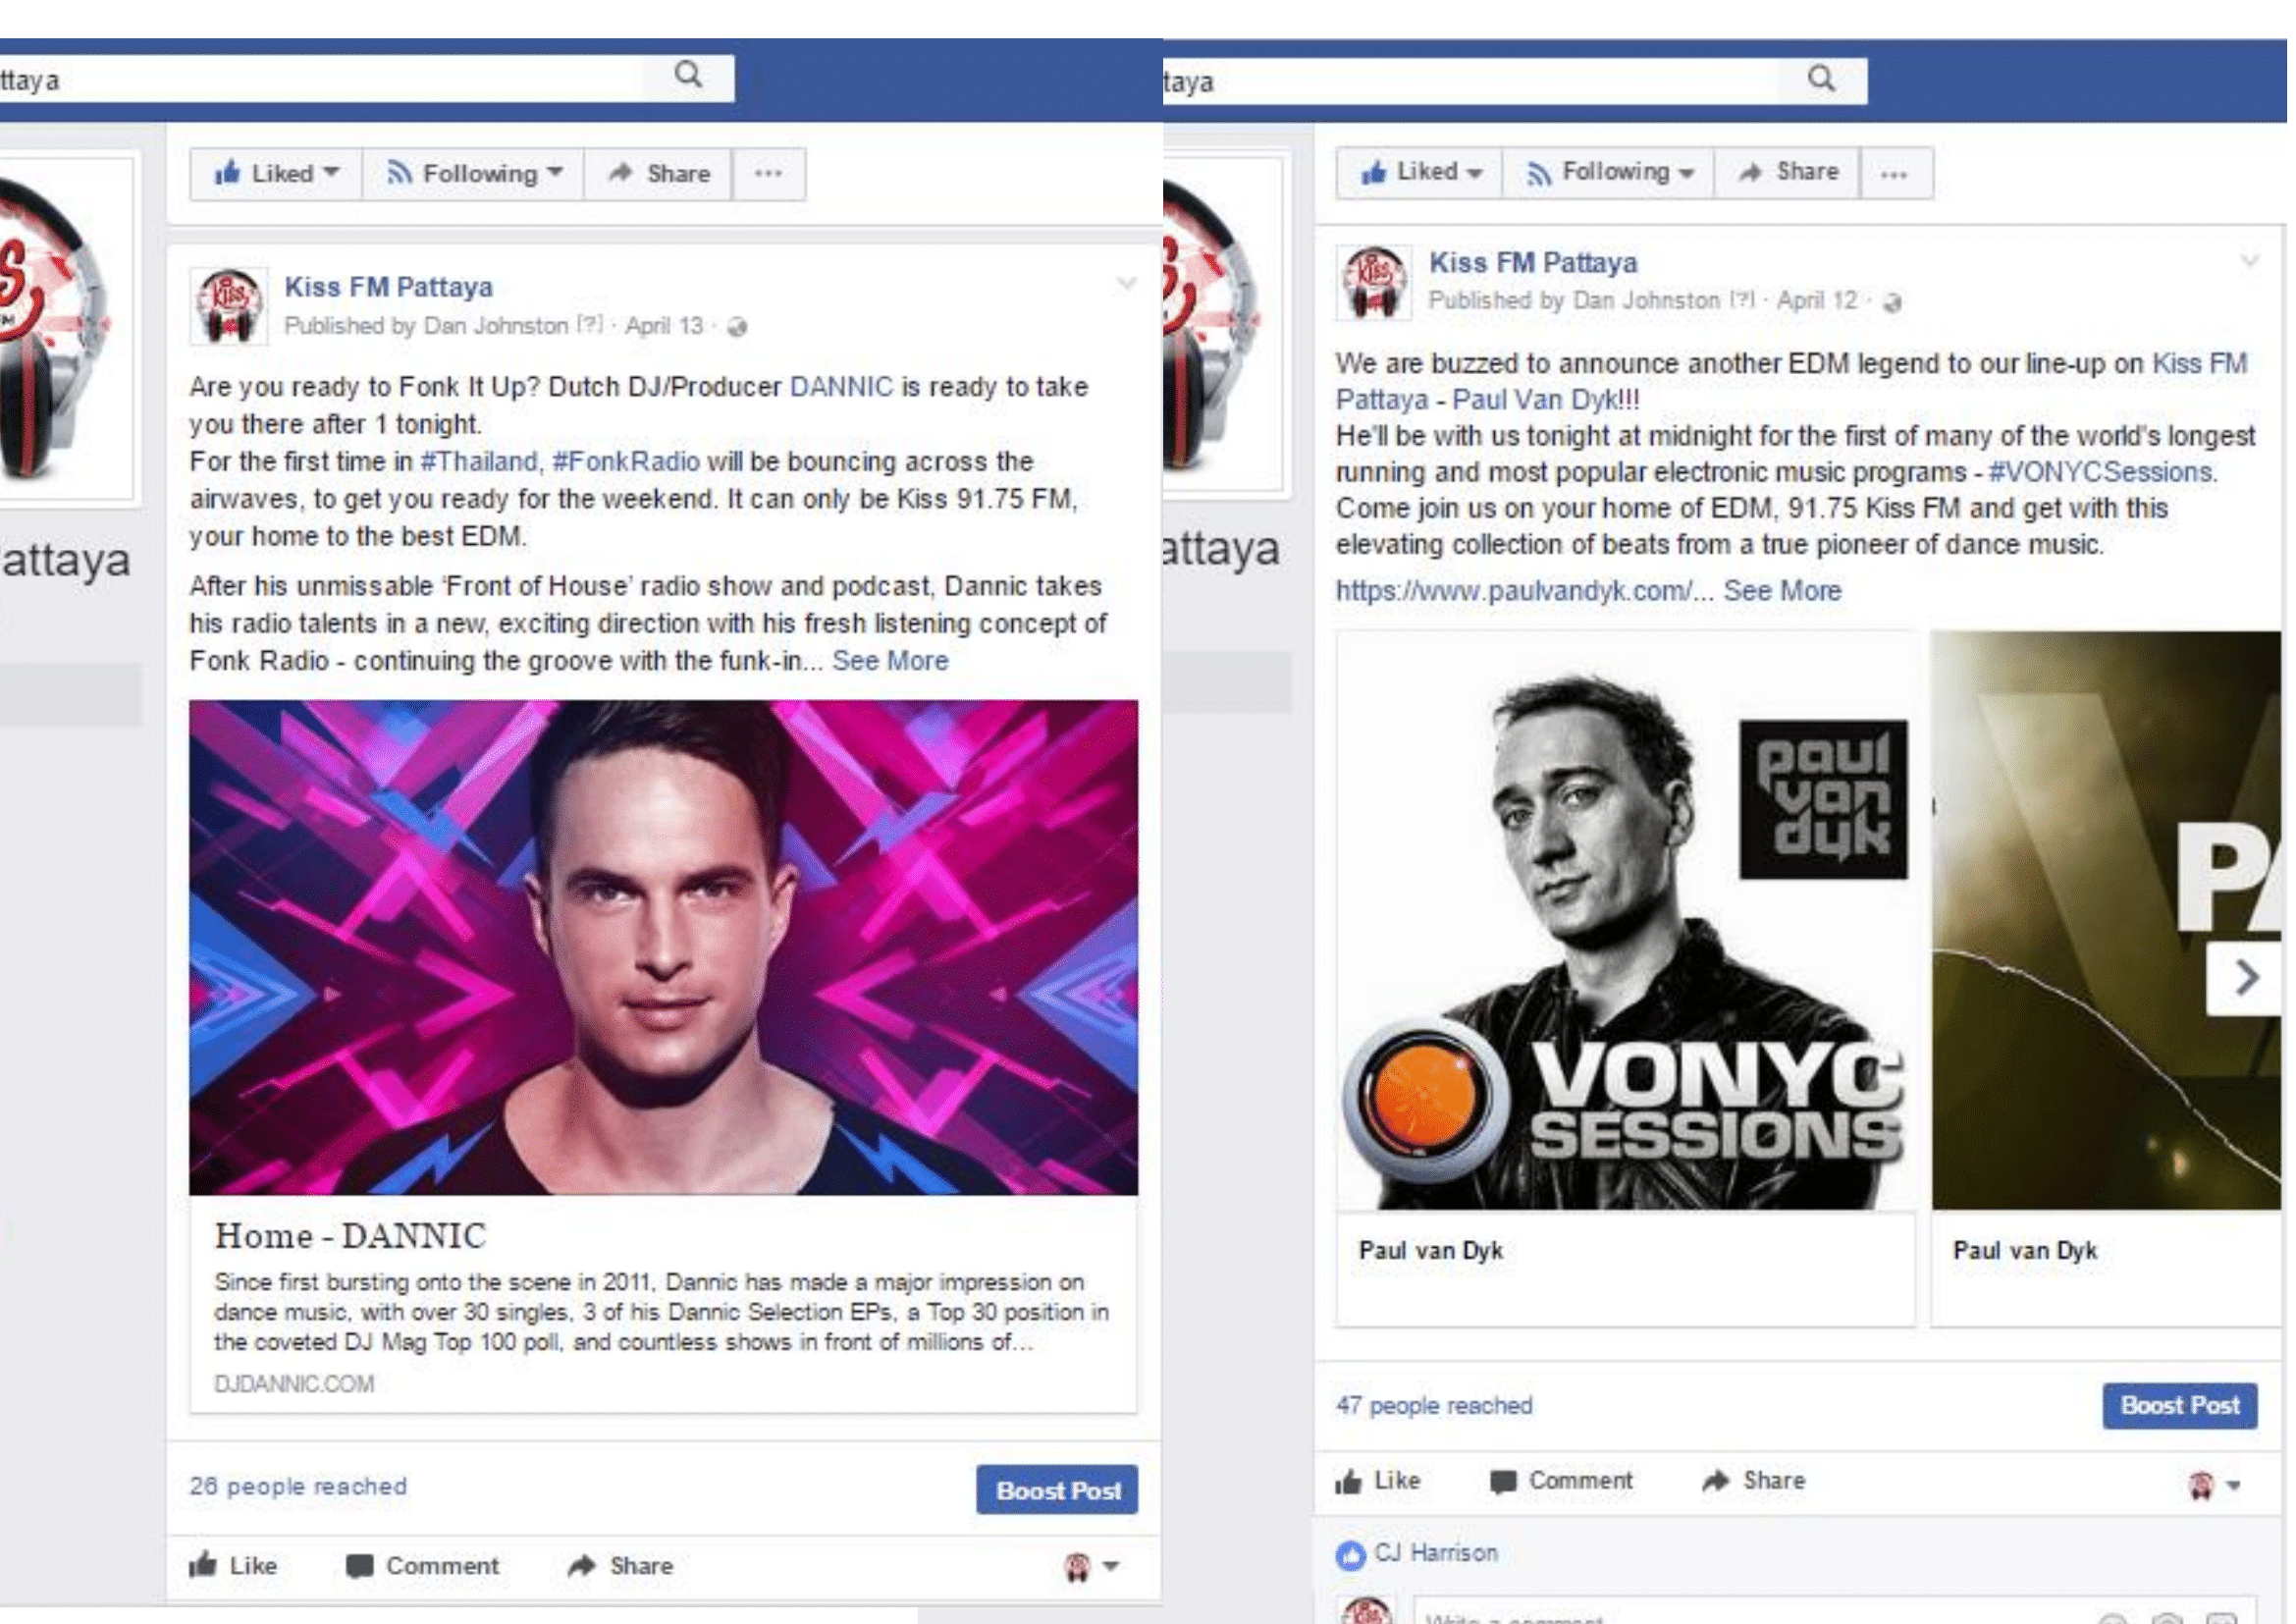 ttaya
Liked
Following
Share
...
attaya
Kiss FM Pattaya
Published by Dan Johnston [?] · April 13 ·
Are you ready to Fonk It Up? Dutch DJ/Producer DANNIC is ready to take
you there after 1 tonight.
For the first time in #Thailand, #FonkRadio will be bouncing across the
airwaves, to get you ready for the weekend. It can only be Kiss 91.75 FM,
your home to the best EDM.
After his unmissable ‘Front of House’ radio show and podcast, Dannic takes
his radio talents in a new, exciting direction with his fresh listening concept of
Fonk Radio - continuing the groove with the funk-in... See More
Home - DANNIC
Since first bursting onto the scene in 2011, Dannic has made a major impression on
dance music, with over 30 singles, 3 of his Dannic Selection EPs, a Top 30 position in
the coveted DJ Mag Top 100 poll, and countless shows in front of millions of...
DJDANNIC.COM
26 people reached
Boost Post
Like
Comment
Share
taya
Liked
Following
Share
...
attaya
Kiss FM Pattaya
Published by Dan Johnston [?] · April 12 ·
We are buzzed to announce another EDM legend to our line-up on Kiss FM
Pattaya - Paul Van Dyk!!!
He'll be with us tonight at midnight for the first of many of the world's longest
running and most popular electronic music programs - #VONYCSessions.
Come join us on your home of EDM, 91.75 Kiss FM and get with this
elevating collection of beats from a true pioneer of dance music.
https://www.paulvandyk.com/... See More
paul
van
dyk
VONYC
SESSIONS
PA
Paul van Dyk
Paul van Dyk
47 people reached
Boost Post
Like
Comment
Share
CJ Harrison
Write a comment